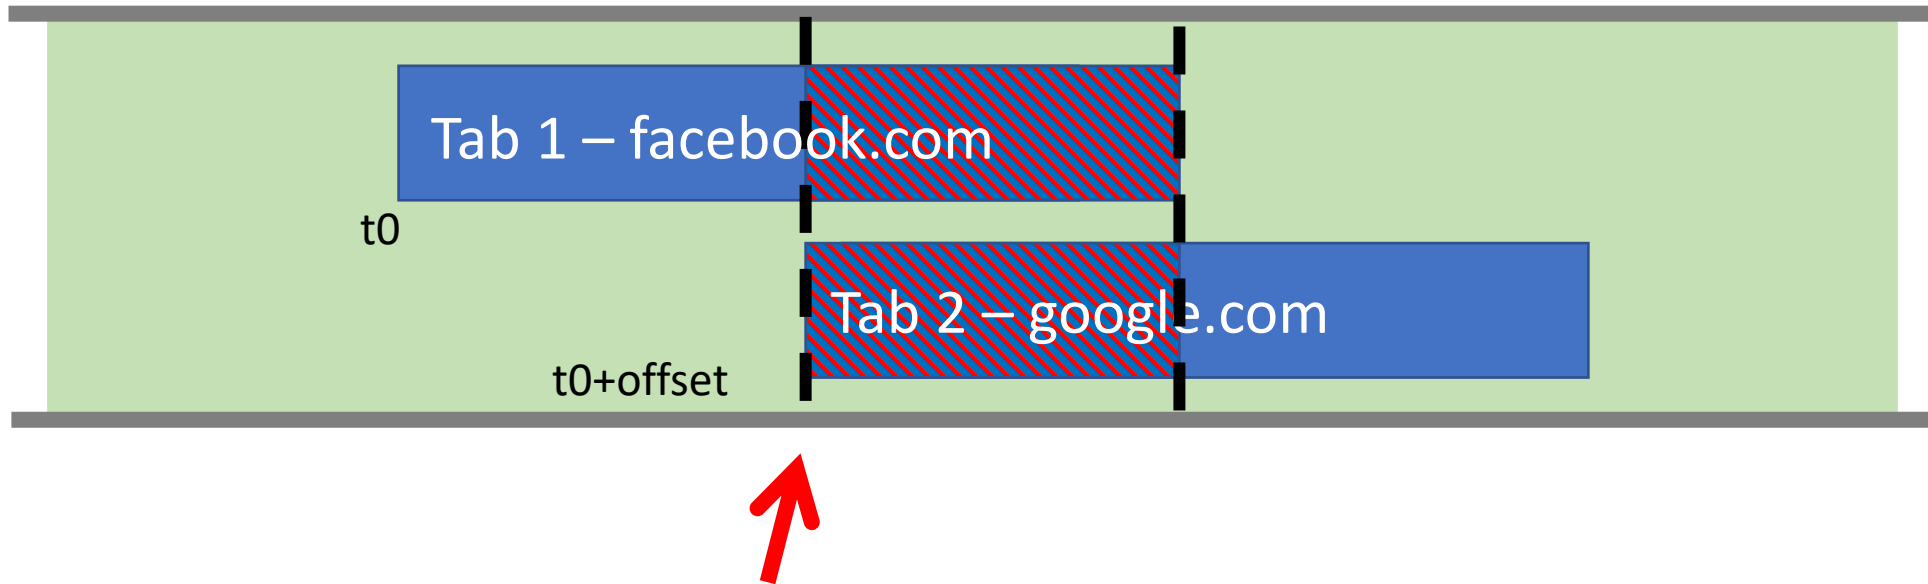 Tab 1 – facebook.com
t0
Tab 2 – google.com
t0+offset